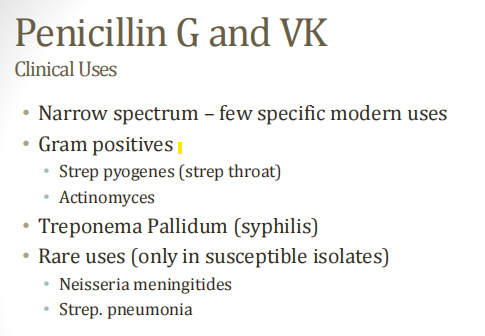 Penicillin G and VK
Clinical Uses
• Narrow spectrum – few specific modern uses
• Gram positives
• Strep pyogenes (strep throat)
• Actinomyces
• Treponema Pallidum (syphilis)
• Rare uses (only in susceptible isolates)
• Neisseria meningitides
• Strep. pneumonia